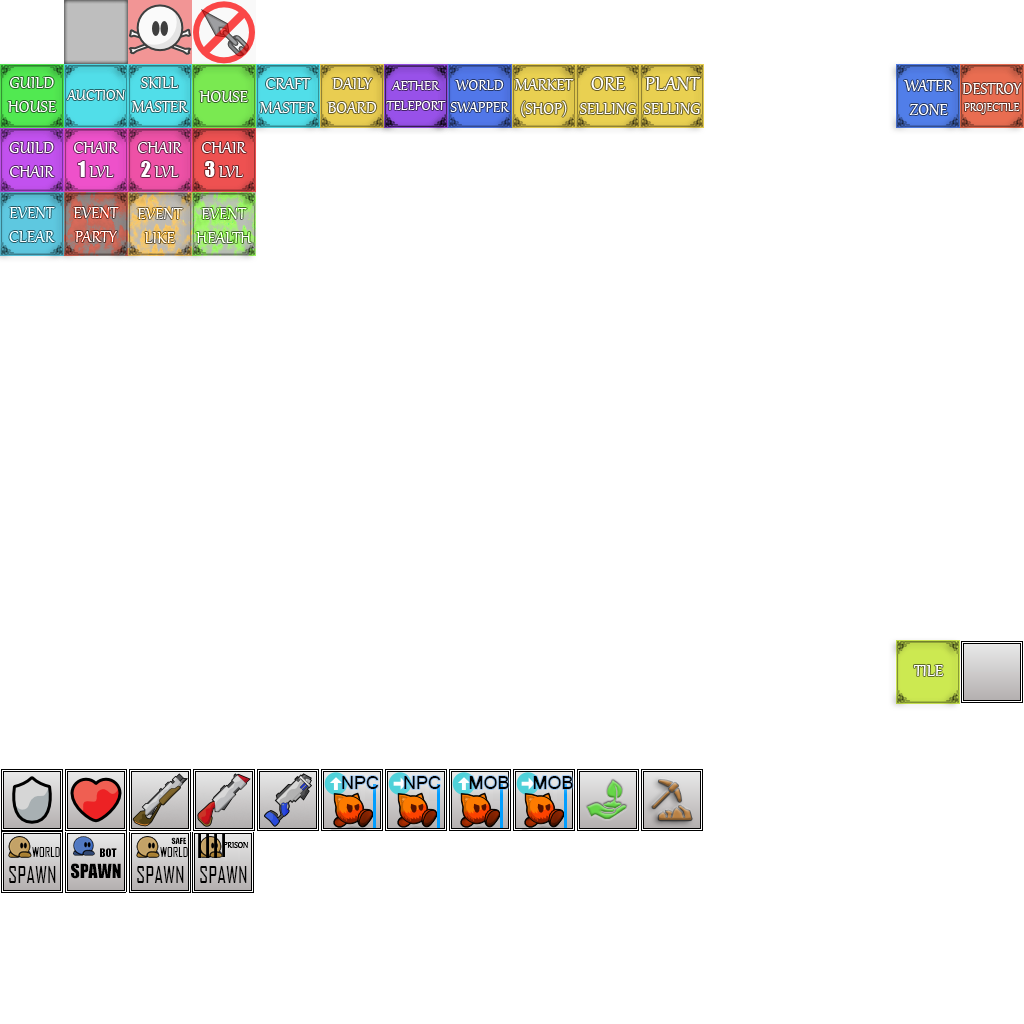 GUILD
HOUSE
AUCTION
SKILL
MASTER
HOUSE
CRAFT
MASTER
DAILY
BOARD
AETHER
TELEPORT
WORLD
SWAPPER
MARKET
(SHOP)
ORE
SELLING
PLANT
SELLING
WATER
ZONE
DESTROY
PROJECTILE
GUILD
CHAIR
CHAIR
1 LVL
CHAIR
2 LVL
CHAIR
3 LVL
EVENT
CLEAR
EVENT
PARTY
EVENT
LIKE
EVENT
HEALTH
TILE
NPC
NPC
MOB
MOB
WORLD
SPAWN
BOT
SPAWN
SAFE
WORLD
SPAWN
PRISON
SPAWN